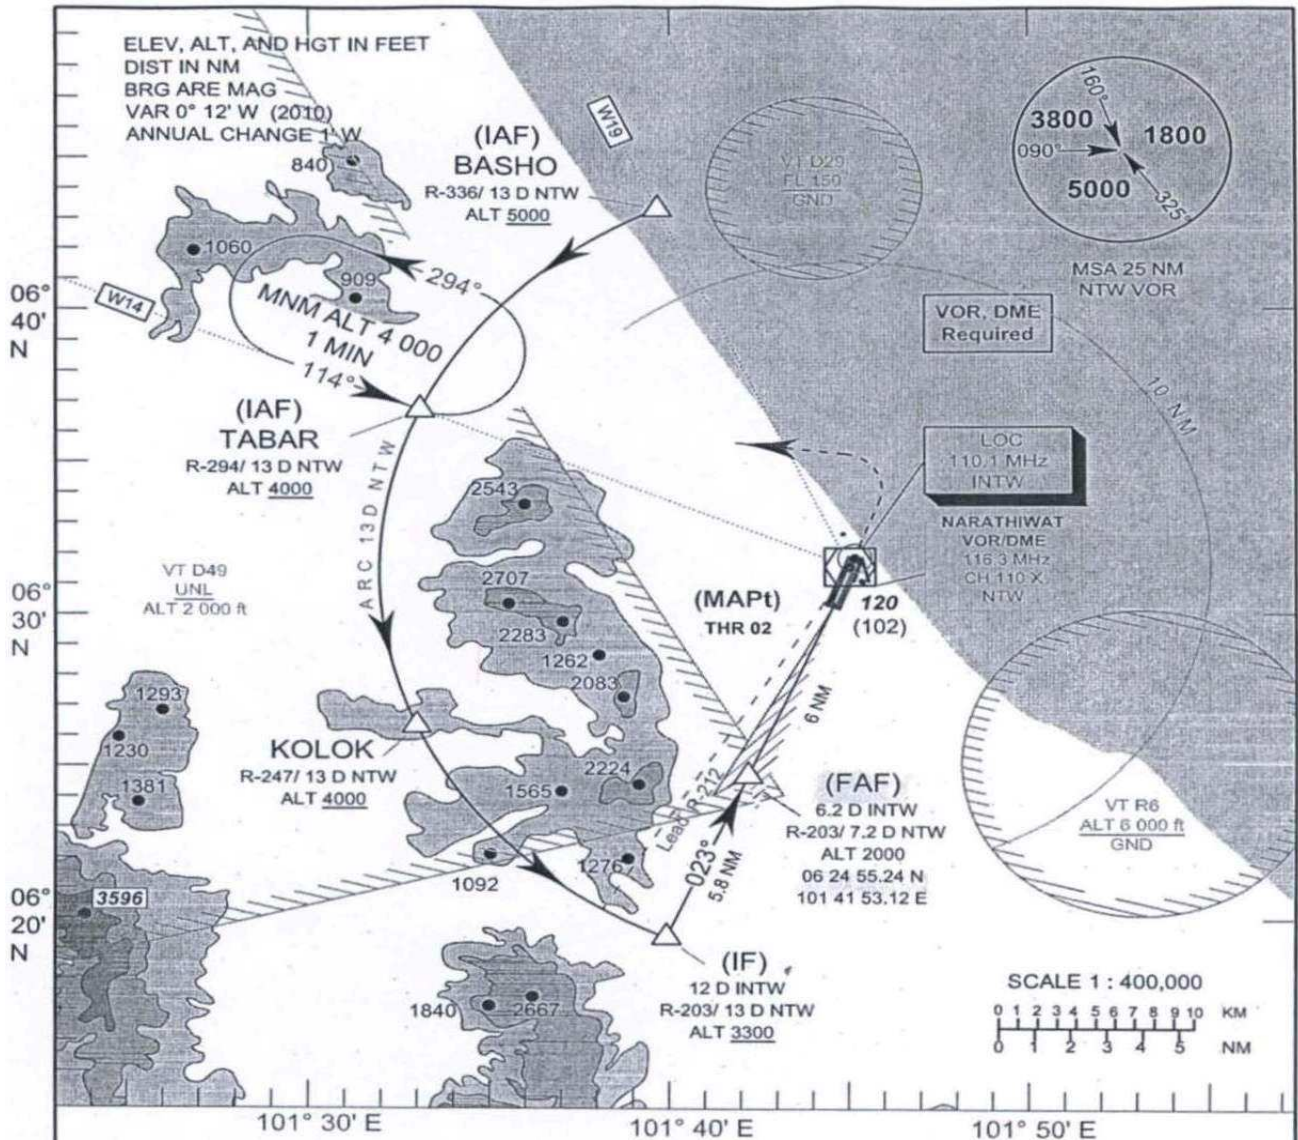 ELEV, ALT, AND HGT IN FEET
DIST IN NM
BRG ARE MAG
VAR 0° 12' W (2010)
ANNUAL CHANGE 1' W
840
(IAF)
BASHO
R-336/ 13 D NTW
ALT 5000
W19
VT D29
FL 150
GND
160°
3800
1800
090°
5000
325°
MSA 25 NM
NTW VOR
1060
909
294°
MNM ALT 4 000
1 MIN
114°
W14
06°
40'
N
VOR, DME
Required
10 NM
(IAF)
TABAR
R-294/ 13 D NTW
ALT 4000
ARC 13 D NTW
LOC
110.1 MHz
INTW
NARATHIWAT
VOR/DME
116.3 MHz
CH 110 X
NTW
2543
2707
2283
1262
2083
VT D49
UNL
ALT 2 000 ft
06°
30'
N
(MAPt)
THR 02
120
(102)
6 NM
1293
1230
1381
KOLOK
R-247/ 13 D NTW
ALT 4000
2224
1565
Lead R-212
1276
1092
023°
5.8 NM
(FAF)
6.2 D INTW
R-203/ 7.2 D NTW
ALT 2000
06 24 55.24 N
101 41 53.12 E
VT R6
ALT 6 000 ft
GND
3596
06°
20'
N
(IF)
12 D INTW
R-203/ 13 D NTW
ALT 3300
1840
2667
SCALE 1 : 400,000
0 1 2 3 4 5 6 7 8 9 10 KM
0 1 2 3 4 5 NM
101° 30' E
101° 40' E
101° 50' E